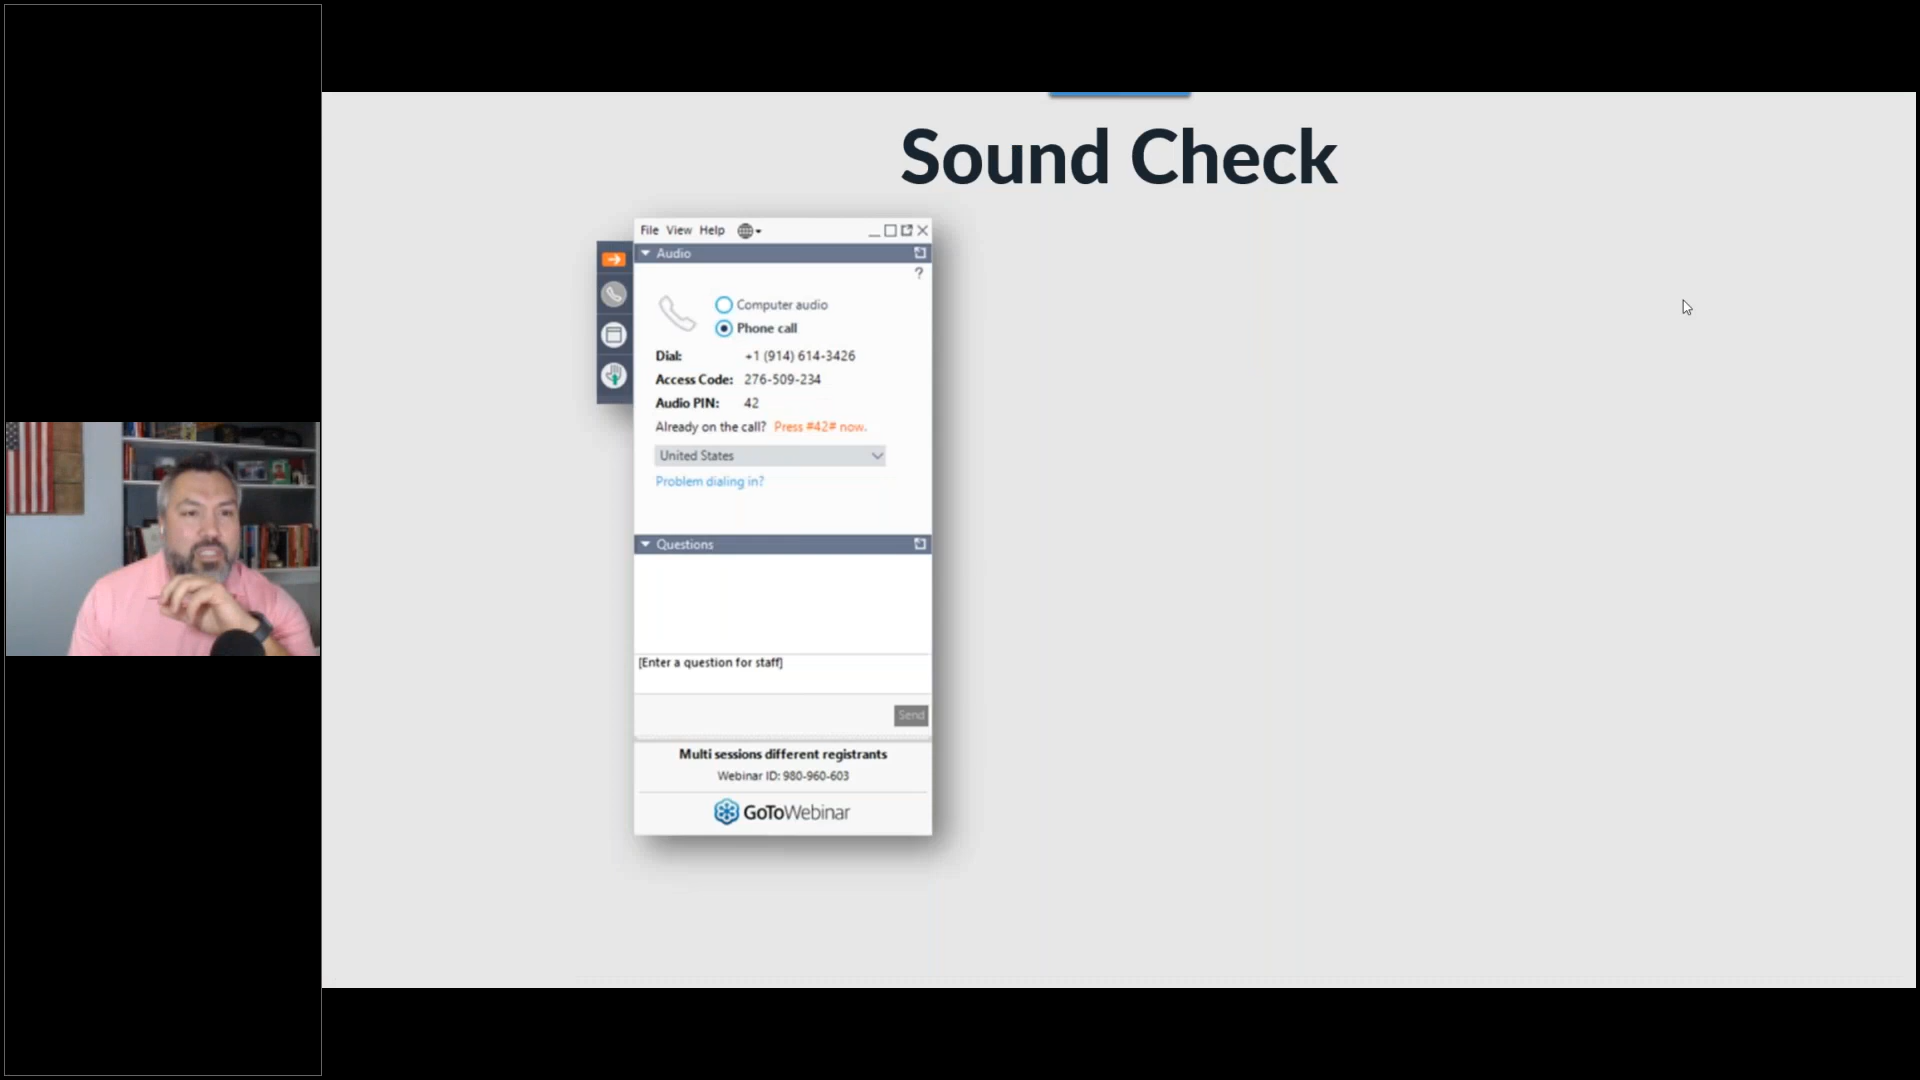 Sound Check
File View Help
Audio
?
Computer audio
Phone call
Dial: +1 (914) 614-3426
Access Code: 276-509-234
Audio PIN: 42
Already on the call? Press #42# now.
United States
Problem dialing in?
Questions
[Enter a question for staff]
Send
Multi sessions different registrants
Webinar ID: 980-960-603
GoToWebinar